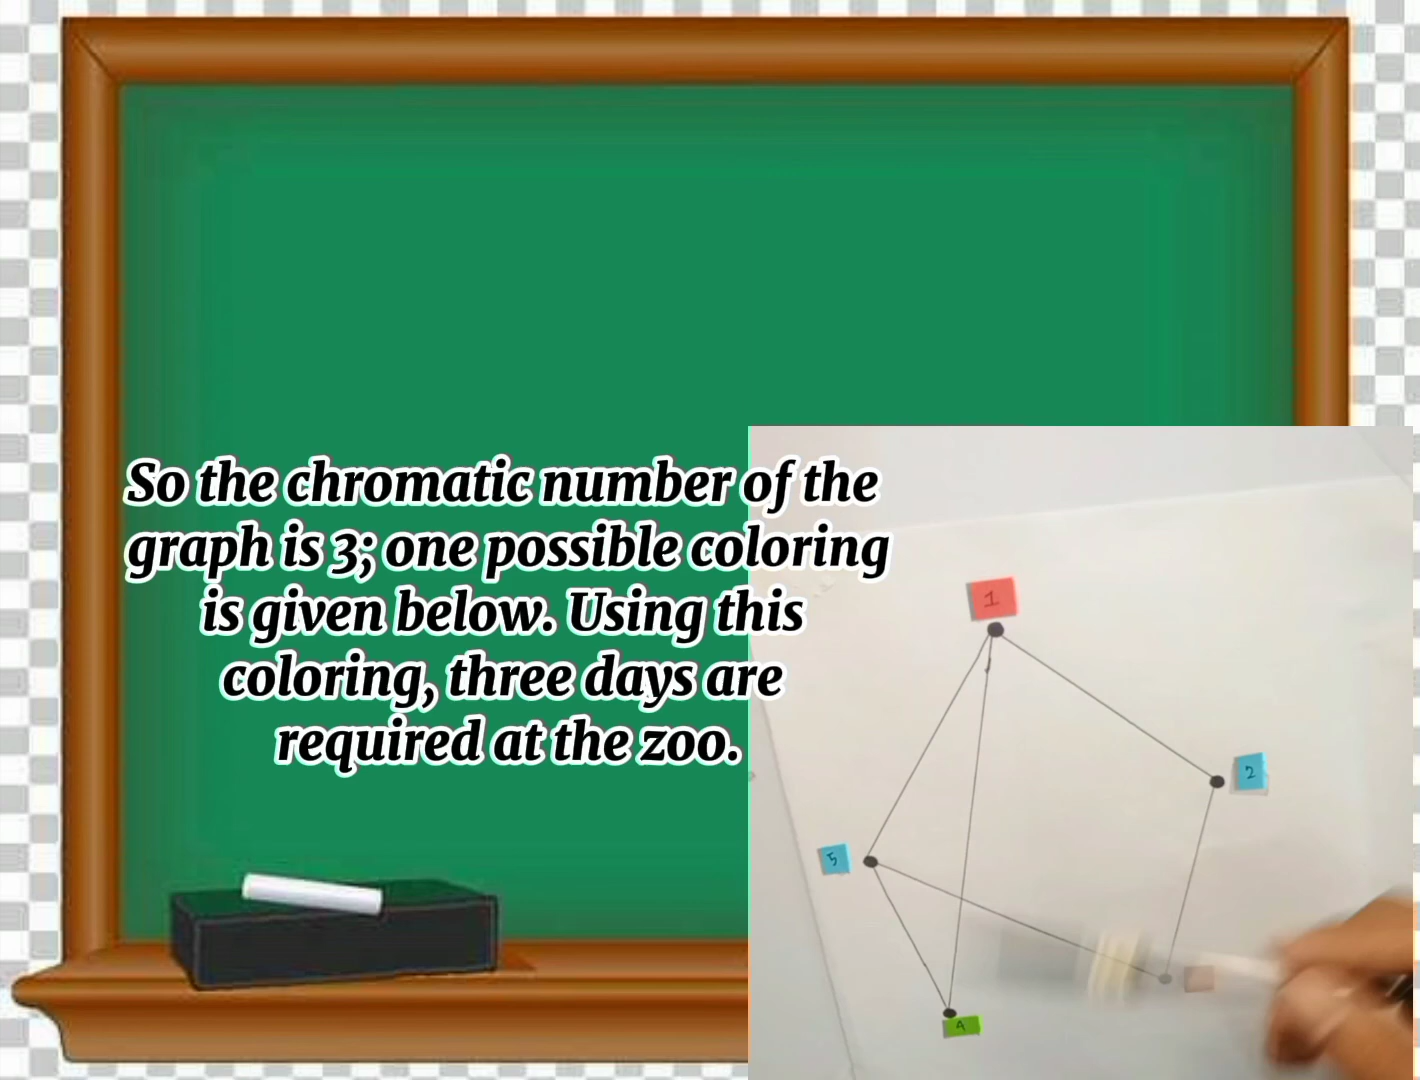 So the chromatic number of the
graph is 3; one possible coloring
is given below. Using this
coloring, three days are
required at the zoo.
1
2
5
4